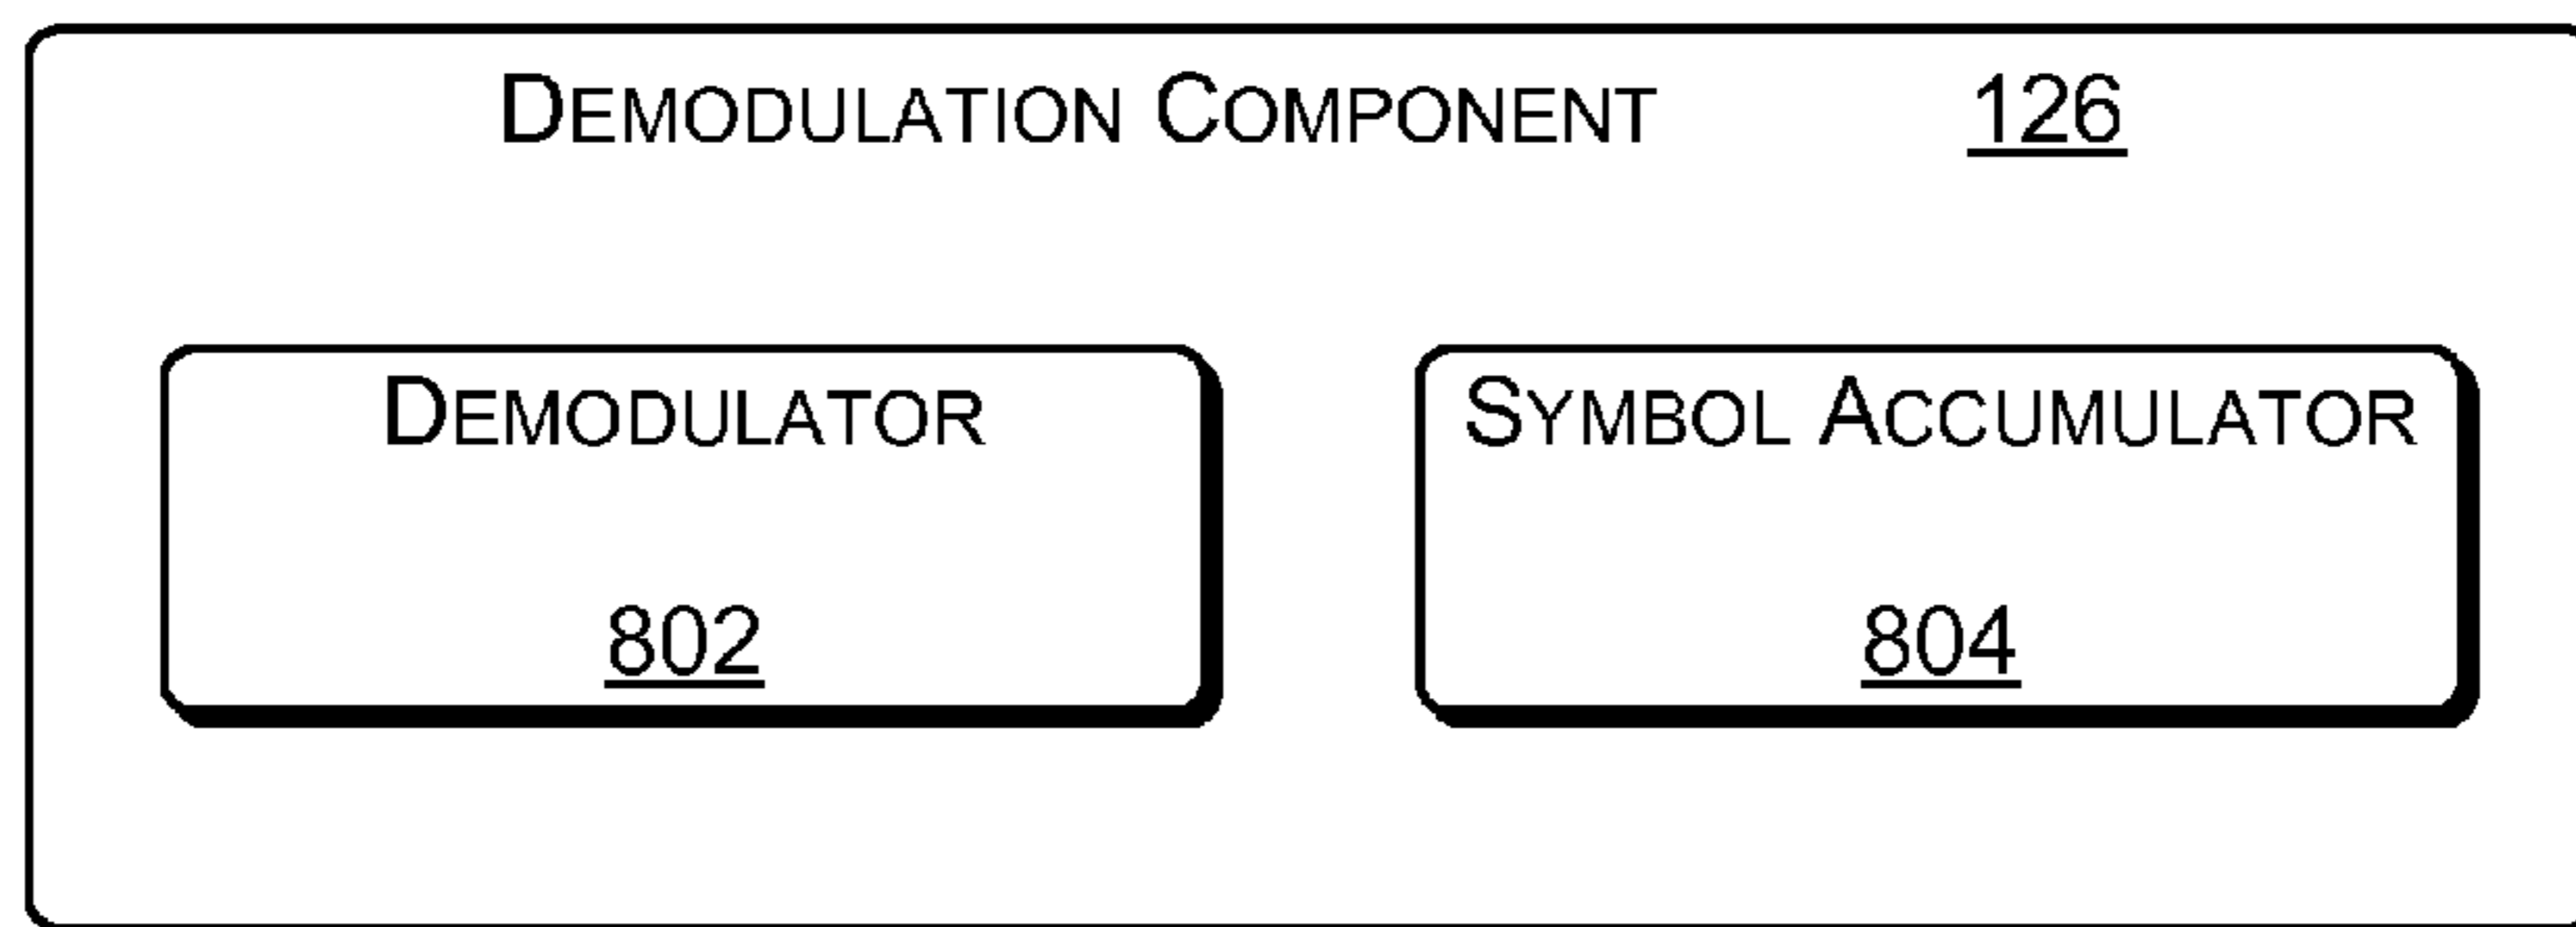 DEMODULATION COMPONENT 126
DEMODULATOR
802
SYMBOL ACCUMULATOR
804